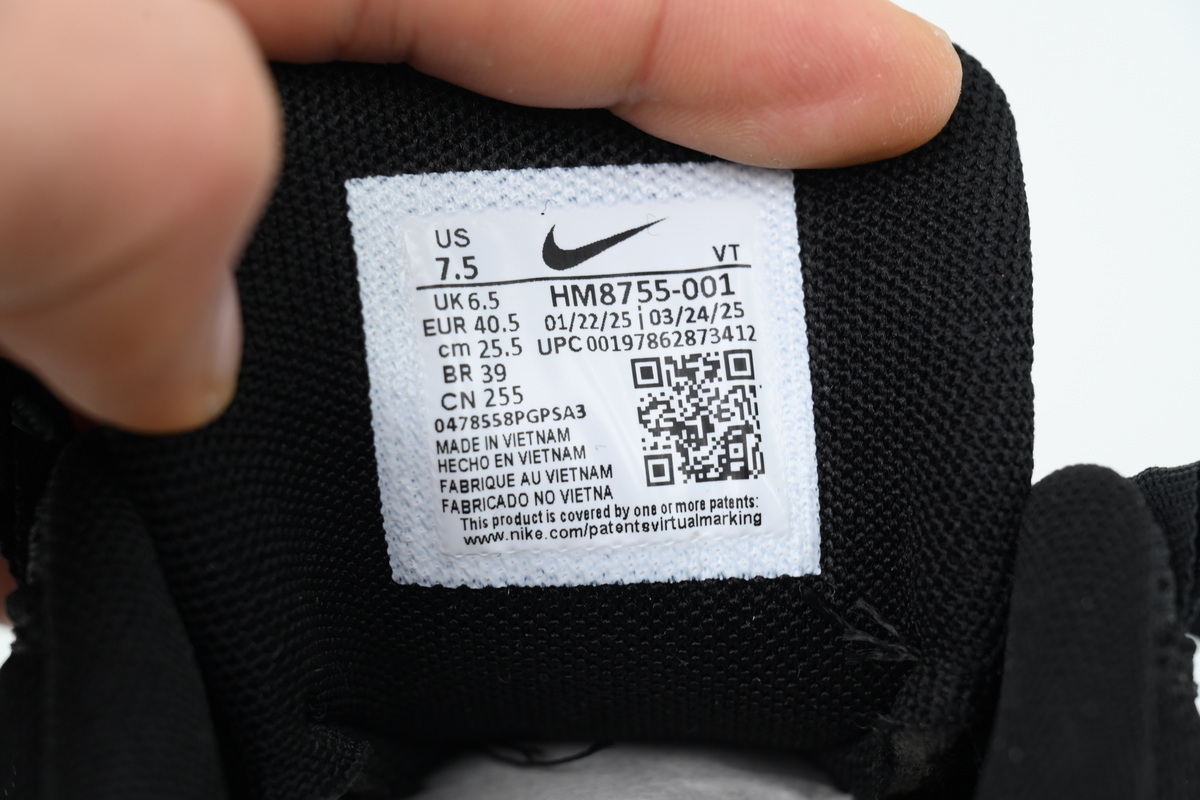 US
7.5
VT
UK 6.5
HM8755-001
EUR 40.5
01/22/25 | 03/24/25
cm 25.5
UPC 00197862873412
BR 39
CN 255
0478558PGPSA3
MADE IN VIETNAM
HECHO EN VIETNAM
FABRIQUE AU VIETNAM
FABRICADO NO VIETNA
This product is covered by one or more patents:
www.nike.com/patentsvirtualmarking